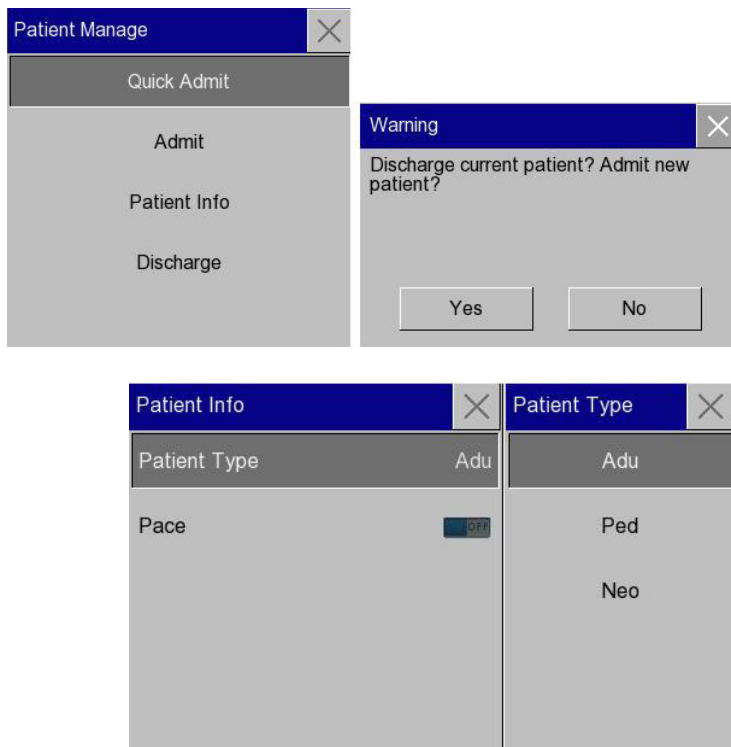 Patient Manage
Quick Admit
Admit
Patient Info
Discharge
Warning
Discharge current patient? Admit new
patient?
Yes No
Patient Info
Patient Type Adu
Pace OFF
Patient Type
Adu
Ped
Neo